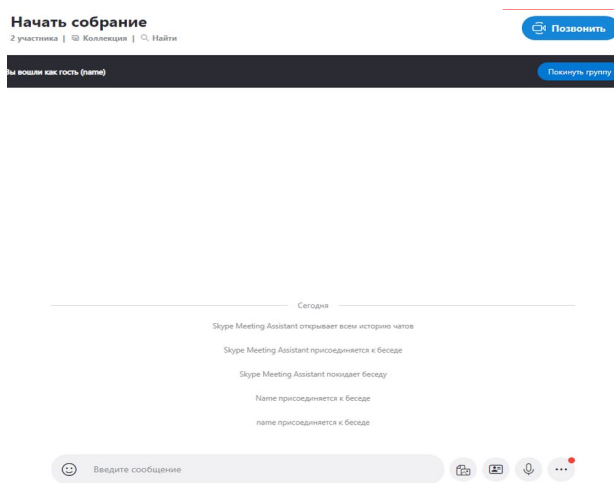 Начать собрание
2 участника | Коллекция | Найти
Позвонить
Вы вошли как гость (name)
Покинуть группу
Сегодня
Skype Meeting Assistant открывает всем историю чатов
Skype Meeting Assistant присоединяется к беседе
Skype Meeting Assistant покидает беседу
Name присоединяется к беседе
name присоединяется к беседе
Введите сообщение